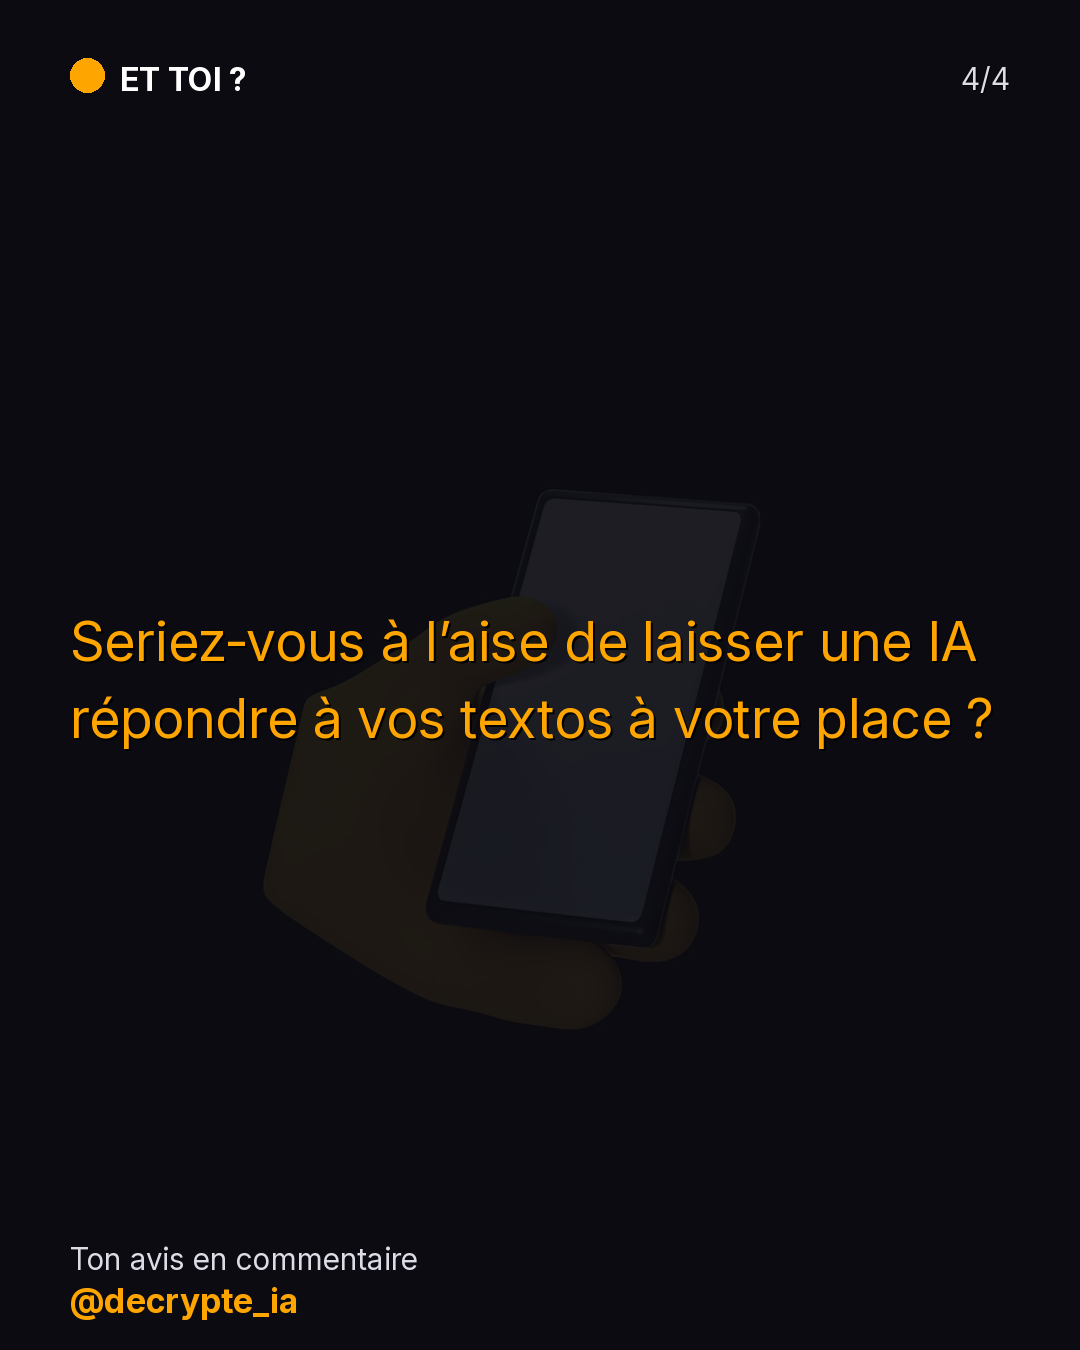 ET TOI ?
4/4
Seriez-vous à l’aise de laisser une IA
répondre à vos textos à votre place ?
Ton avis en commentaire
@decrypte_ia